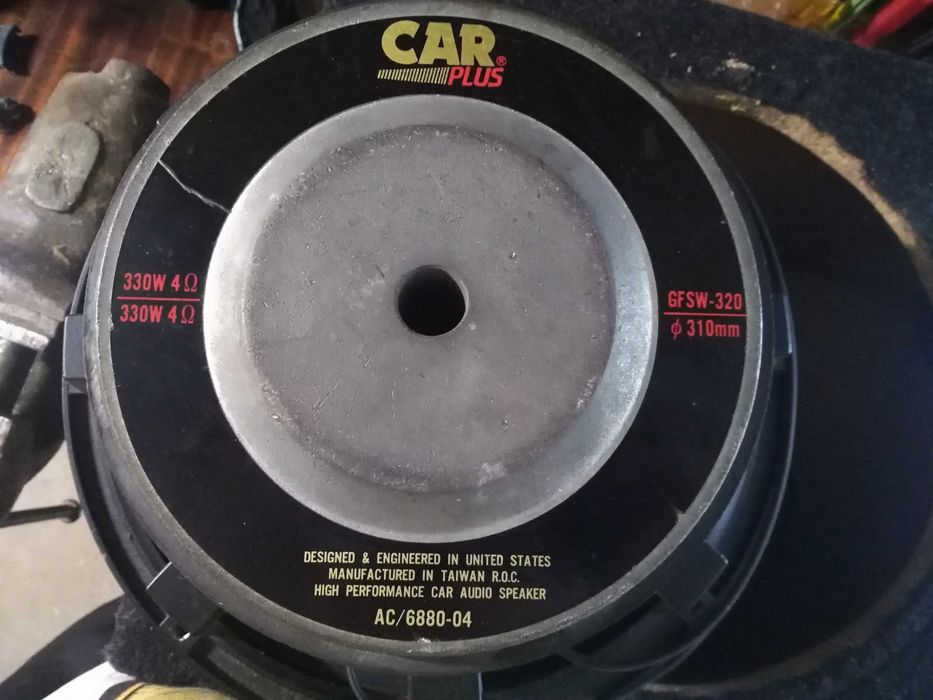 CAR®
PLUS
330W 4Ω
330W 4Ω
GFSW-320
ϕ 310mm
DESIGNED & ENGINEERED IN UNITED STATES
MANUFACTURED IN TAIWAN R.O.C.
HIGH PERFORMANCE CAR AUDIO SPEAKER
AC/6880-04